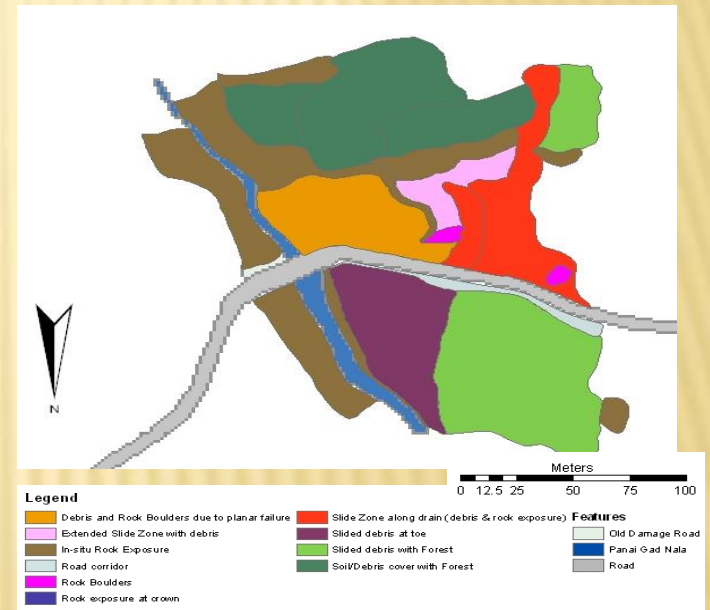 N
Meters
0 12.5 25 50 75 100
Legend
Debris and Rock Boulders due to planar failure
Extended Slide Zone with debris
In-situ Rock Exposure
Road corridor
Rock Boulders
Rock exposure at crown
Slide Zone along drain (debris & rock exposure)
Slided debris at toe
Slided debris with Forest
Soil/Debris cover with Forest
Features
Old Damage Road
Panai Gad Nala
Road